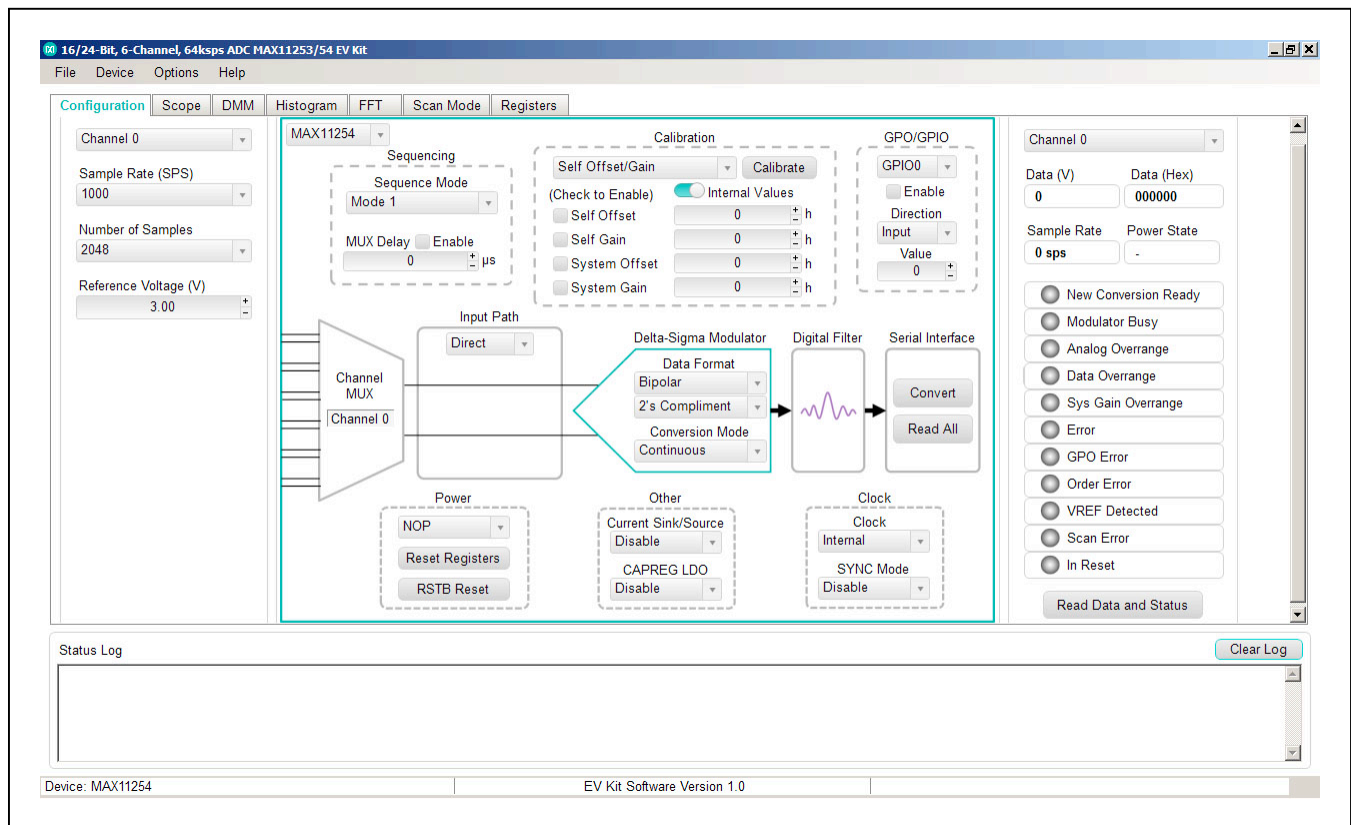 16/24-Bit, 6-Channel, 64ksps ADC MAX11253/54 EV Kit
File Device Options Help
Configuration Scope DMM Histogram FFT Scan Mode Registers
Channel 0
Sample Rate (SPS)
1000
Number of Samples
2048
Reference Voltage (V)
3.00
MAX11254
Sequencing
Sequence Mode
Mode 1
MUX Delay Enable
0 µs
Calibration
Self Offset/Gain Calibrate
(Check to Enable) Internal Values
Self Offset 0 h
Self Gain 0 h
System Offset 0 h
System Gain 0 h
GPO/GPIO
GPIO0
Enable
Direction
Input
Value
0
Channel
MUX
Channel 0
Input Path
Direct
Delta-Sigma Modulator
Data Format
Bipolar
2's Compliment
Conversion Mode
Continuous
Digital Filter
Serial Interface
Convert
Read All
Power
NOP
Reset Registers
RSTB Reset
Other
Current Sink/Source
Disable
CAPREG LDO
Disable
Clock
Clock
Internal
SYNC Mode
Disable
Channel 0
Data (V) Data (Hex)
0 000000
Sample Rate Power State
0 sps -
New Conversion Ready
Modulator Busy
Analog Overrange
Data Overrange
Sys Gain Overrange
Error
GPO Error
Order Error
VREF Detected
Scan Error
In Reset
Read Data and Status
Status Log
Clear Log
Device: MAX11254
EV Kit Software Version 1.0